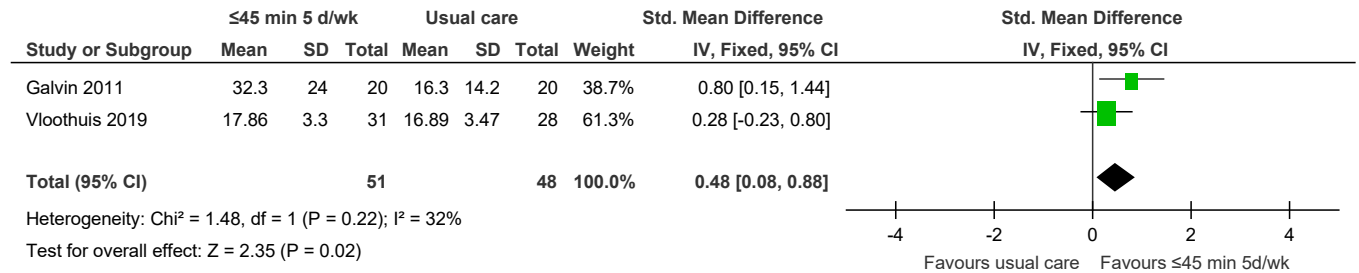 ≤45 min 5 d/wk Usual care Std. Mean Difference Std. Mean Difference
Study or Subgroup Mean SD Total Mean SD Total Weight IV, Fixed, 95% CI IV, Fixed, 95% CI
Galvin 2011 32.3 24 20 16.3 14.2 20 38.7% 0.80 [0.15, 1.44]
Vloothuis 2019 17.86 3.3 31 16.89 3.47 28 61.3% 0.28 [-0.23, 0.80]
Total (95% CI) 51 48 100.0% 0.48 [0.08, 0.88]
Heterogeneity: Chi² = 1.48, df = 1 (P = 0.22); I² = 32%
Test for overall effect: Z = 2.35 (P = 0.02)
-4 -2 0 2 4
Favours usual care Favours ≤45 min 5d/wk